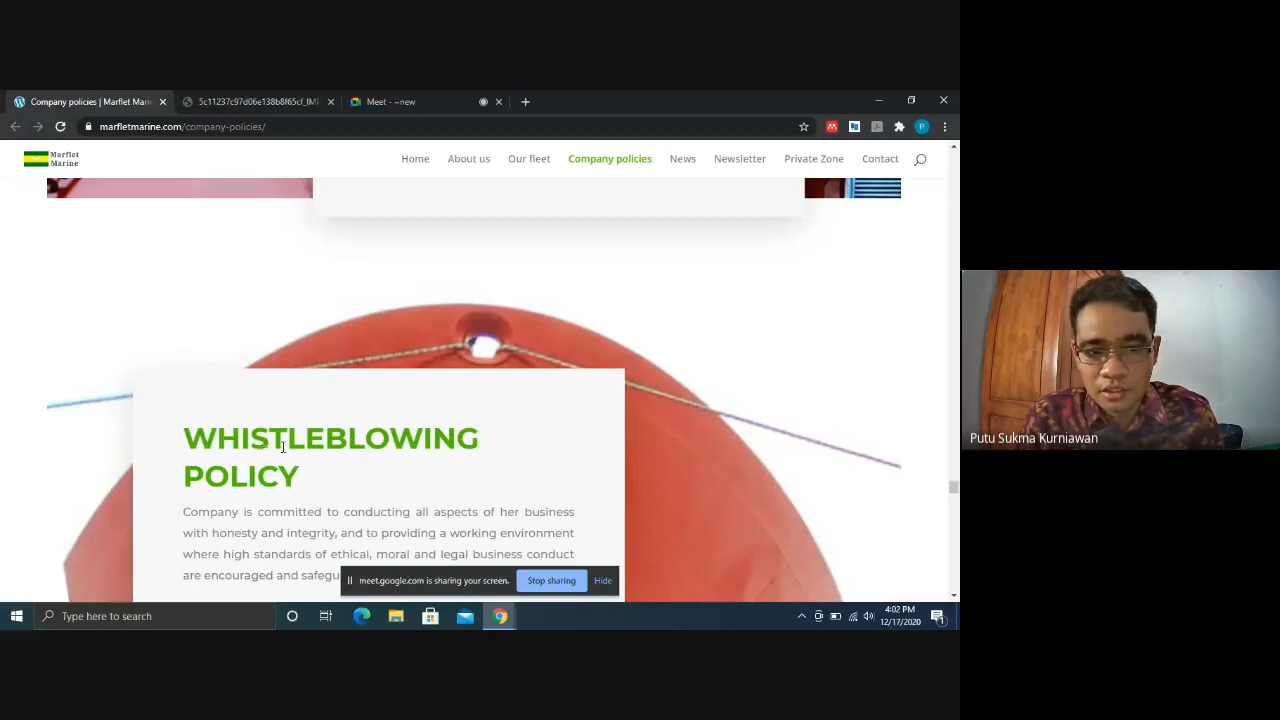 Company policies | Marflet Marin
5c11237c97d06e138b8f65cf_IMF
Meet - ~new
marfletmarine.com/company-policies/
P
Marflet
Marine
Home
About us
Our fleet
Company policies
News
Newsletter
Private Zone
Contact
WHISTLEBLOWING
POLICY
Company is committed to conducting all aspects of her business
with honesty and integrity, and to providing a working environment
where high standards of ethical, moral and legal business conduct
are encouraged and safegu
meet.google.com is sharing your screen.
Stop sharing
Hide
Putu Sukma Kurniawan
Type here to search
4:02 PM
12/17/2020
1